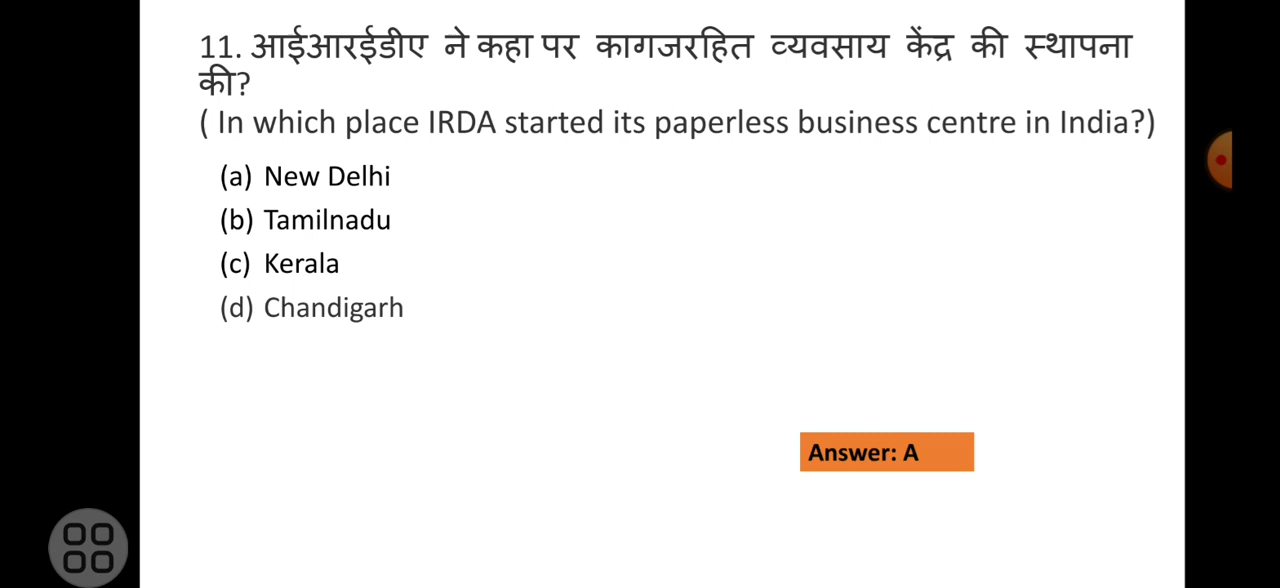 11. आईआरईडीए ने कहा पर कागजरहित व्यवसाय केंद्र की स्थापना
की?
( In which place IRDA started its paperless business centre in India?)
(a) New Delhi
(b) Tamilnadu
(c) Kerala
(d) Chandigarh
Answer: A